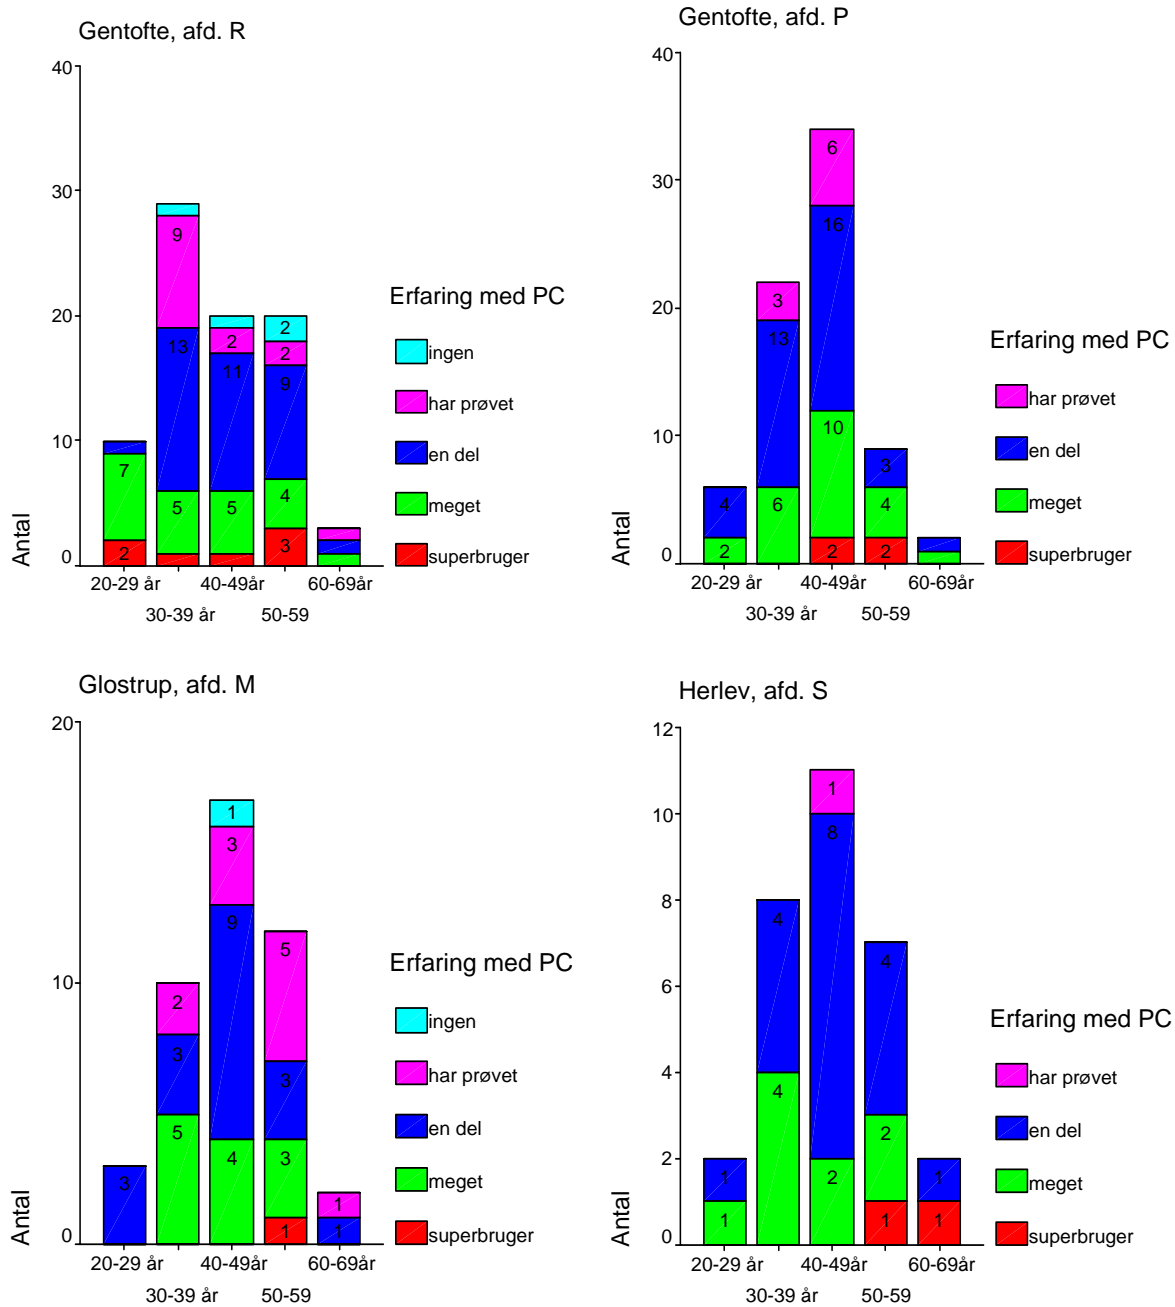 Gentofte, afd. R
40
30
20
10
0
Antal
9
13
5
7
2
2
11
5
2
2
9
4
3
20-29 år
40-49år
60-69år
30-39 år
50-59
Erfaring med PC
ingen
har prøvet
en del
meget
superbruger
Gentofte, afd. P
40
30
20
10
0
Antal
4
2
3
13
6
6
16
10
2
3
4
2
20-29 år
40-49år
60-69år
30-39 år
50-59
Erfaring med PC
har prøvet
en del
meget
superbruger
Glostrup, afd. M
20
10
0
Antal
3
2
3
5
1
3
9
4
5
3
3
1
1
1
20-29 år
40-49år
60-69år
30-39 år
50-59
Erfaring med PC
ingen
har prøvet
en del
meget
superbruger
Herlev, afd. S
12
10
8
6
4
2
0
Antal
1
1
4
4
1
8
2
4
2
1
1
1
20-29 år
40-49år
60-69år
30-39 år
50-59
Erfaring med PC
har prøvet
en del
meget
superbruger